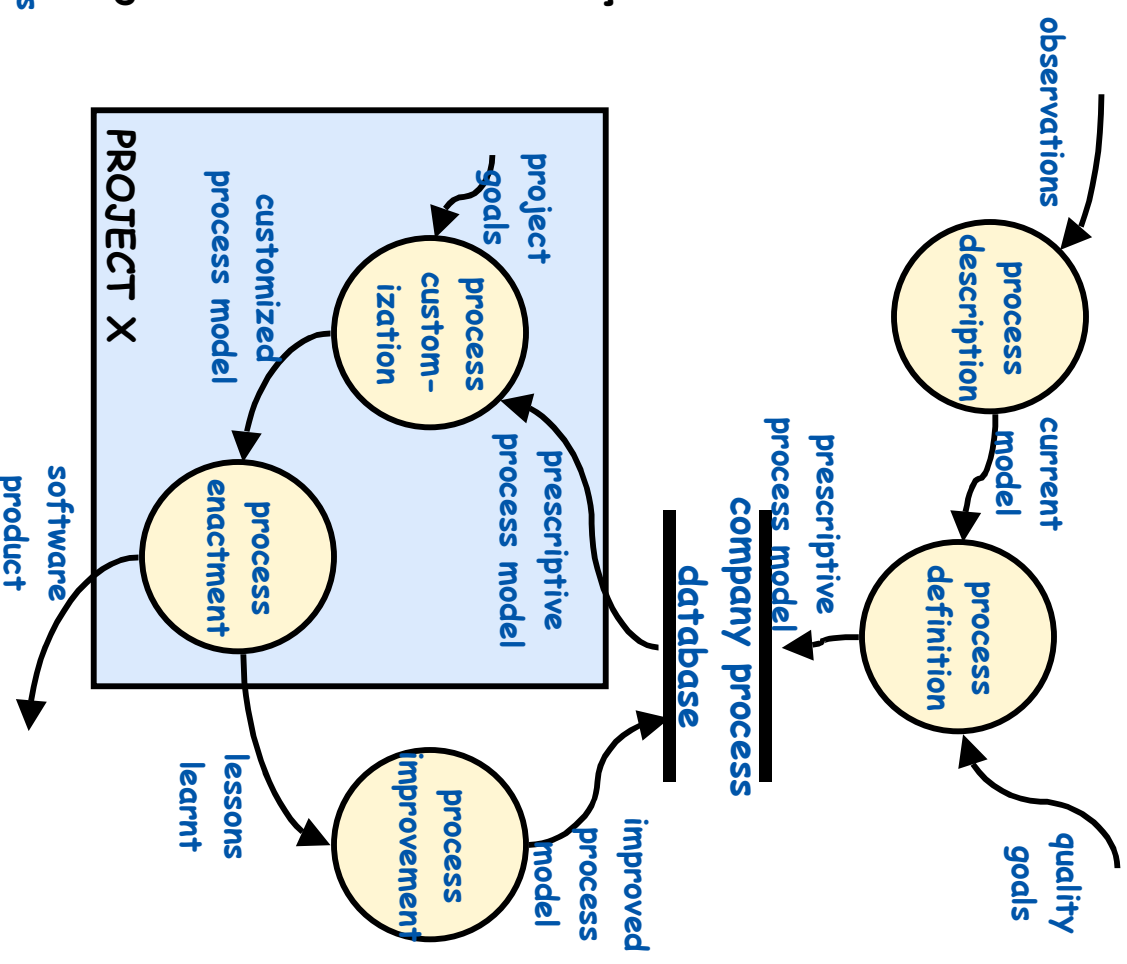 observations
process
description
current
model
process
definition
quality
goals
prescriptive
process model
company process
database
project
goals
process
custom-
ization
prescriptive
process model
customized
process model
process
enactment
improved
process
model
process
improvement
lessons
learnt
software
product
PROJECT X